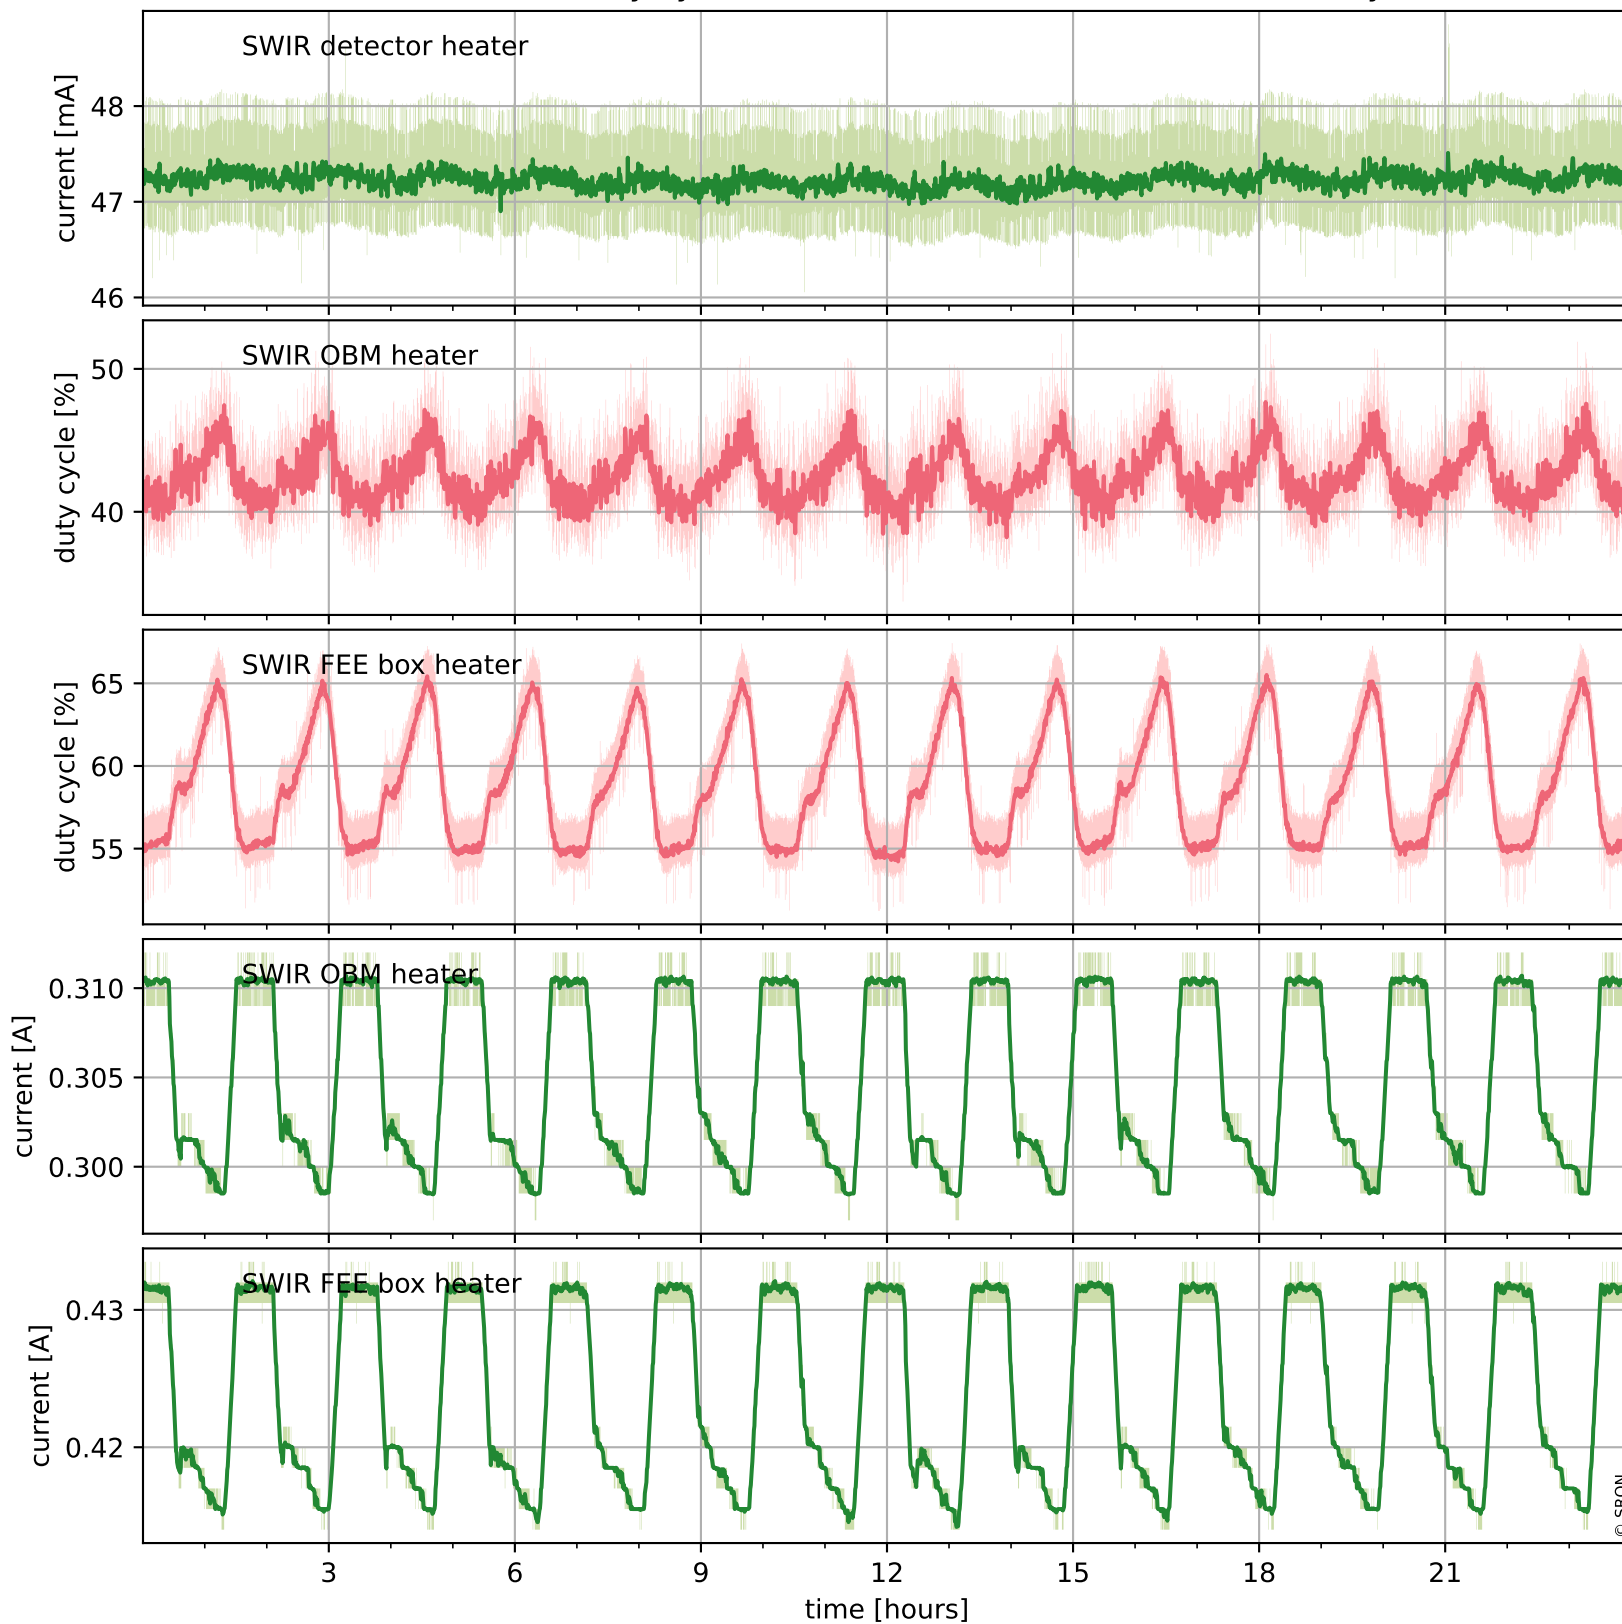 SWIR detector heater
current [mA]
48
47
46
SWIR OBM heater
duty cycle [%]
50
40
SWIR FEE box heater
duty cycle [%]
65
60
55
SWIR OBM heater
current [A]
0.310
0.305
0.300
SWIR FEE box heater
current [A]
0.43
0.42
3 6 9 12 15 18 21
time [hours]
© SRON